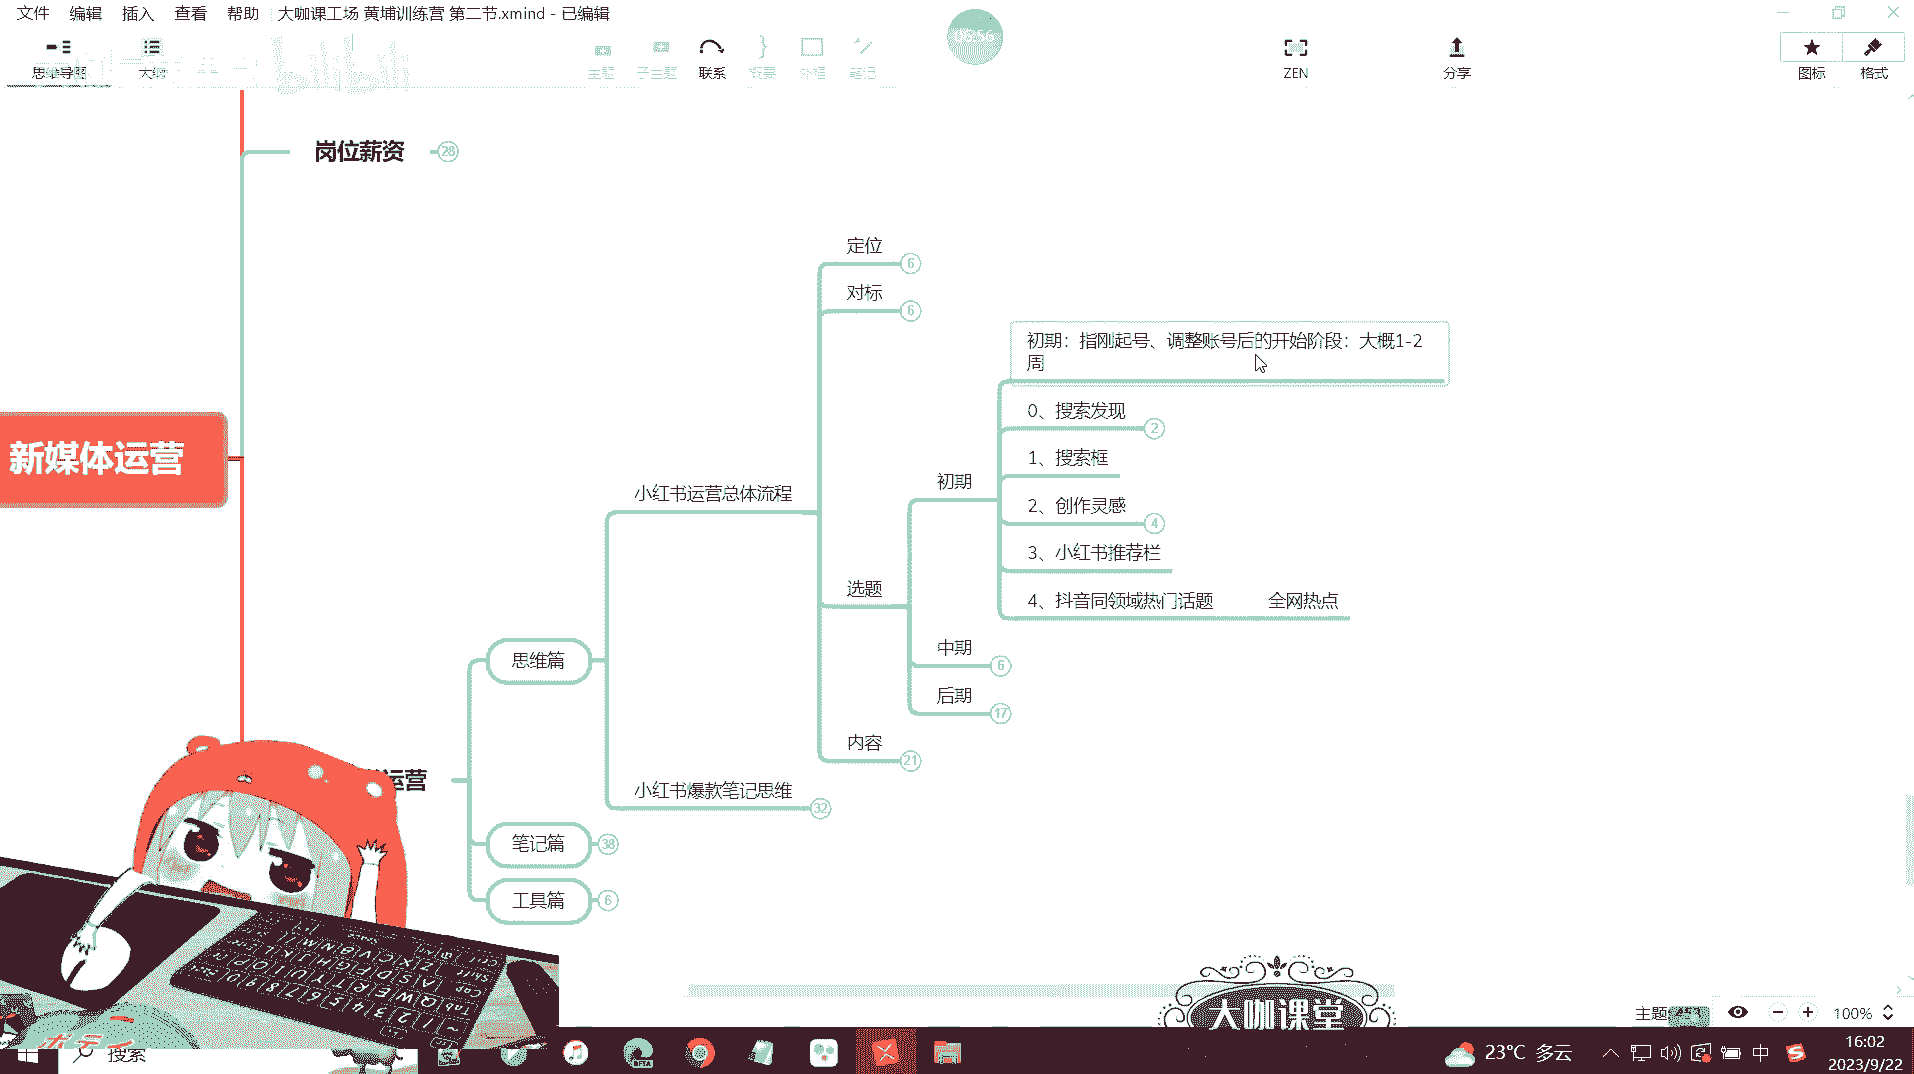 文件 编辑 插入 查看 帮助 大咖课工场 黄埔训练营 第二节.xmind - 已编辑
06:56
思维导图 大纲 主题 子主题 联系 概要 外框 笔记 ZEN 分享 图标 格式
bilibili
岗位薪资 28
定位 6
对标 6
初期：指刚起号、调整账号后的开始阶段：大概1-2
周
0、搜索发现 2
1、搜索框
新媒体运营
初期
小红书运营总体流程
2、创作灵感 4
3、小红书推荐栏
选题
4、抖音同领域热门话题 全网热点
中期 6
思维篇
后期 17
内容 21
运营
小红书爆款笔记思维 32
笔记篇 38
工具篇 6
大咖课堂
主题 100%
ボディ
搜索
23°C 多云 中
16:02
2023/9/22